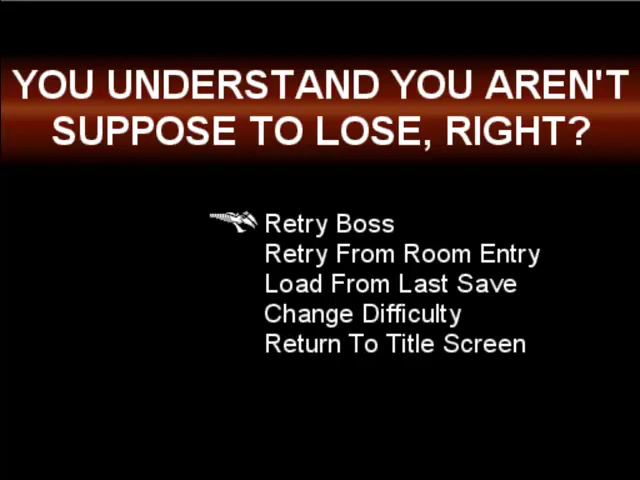 YOU UNDERSTAND YOU AREN'T
SUPPOSE TO LOSE, RIGHT?
Retry Boss
Retry From Room Entry
Load From Last Save
Change Difficulty
Return To Title Screen